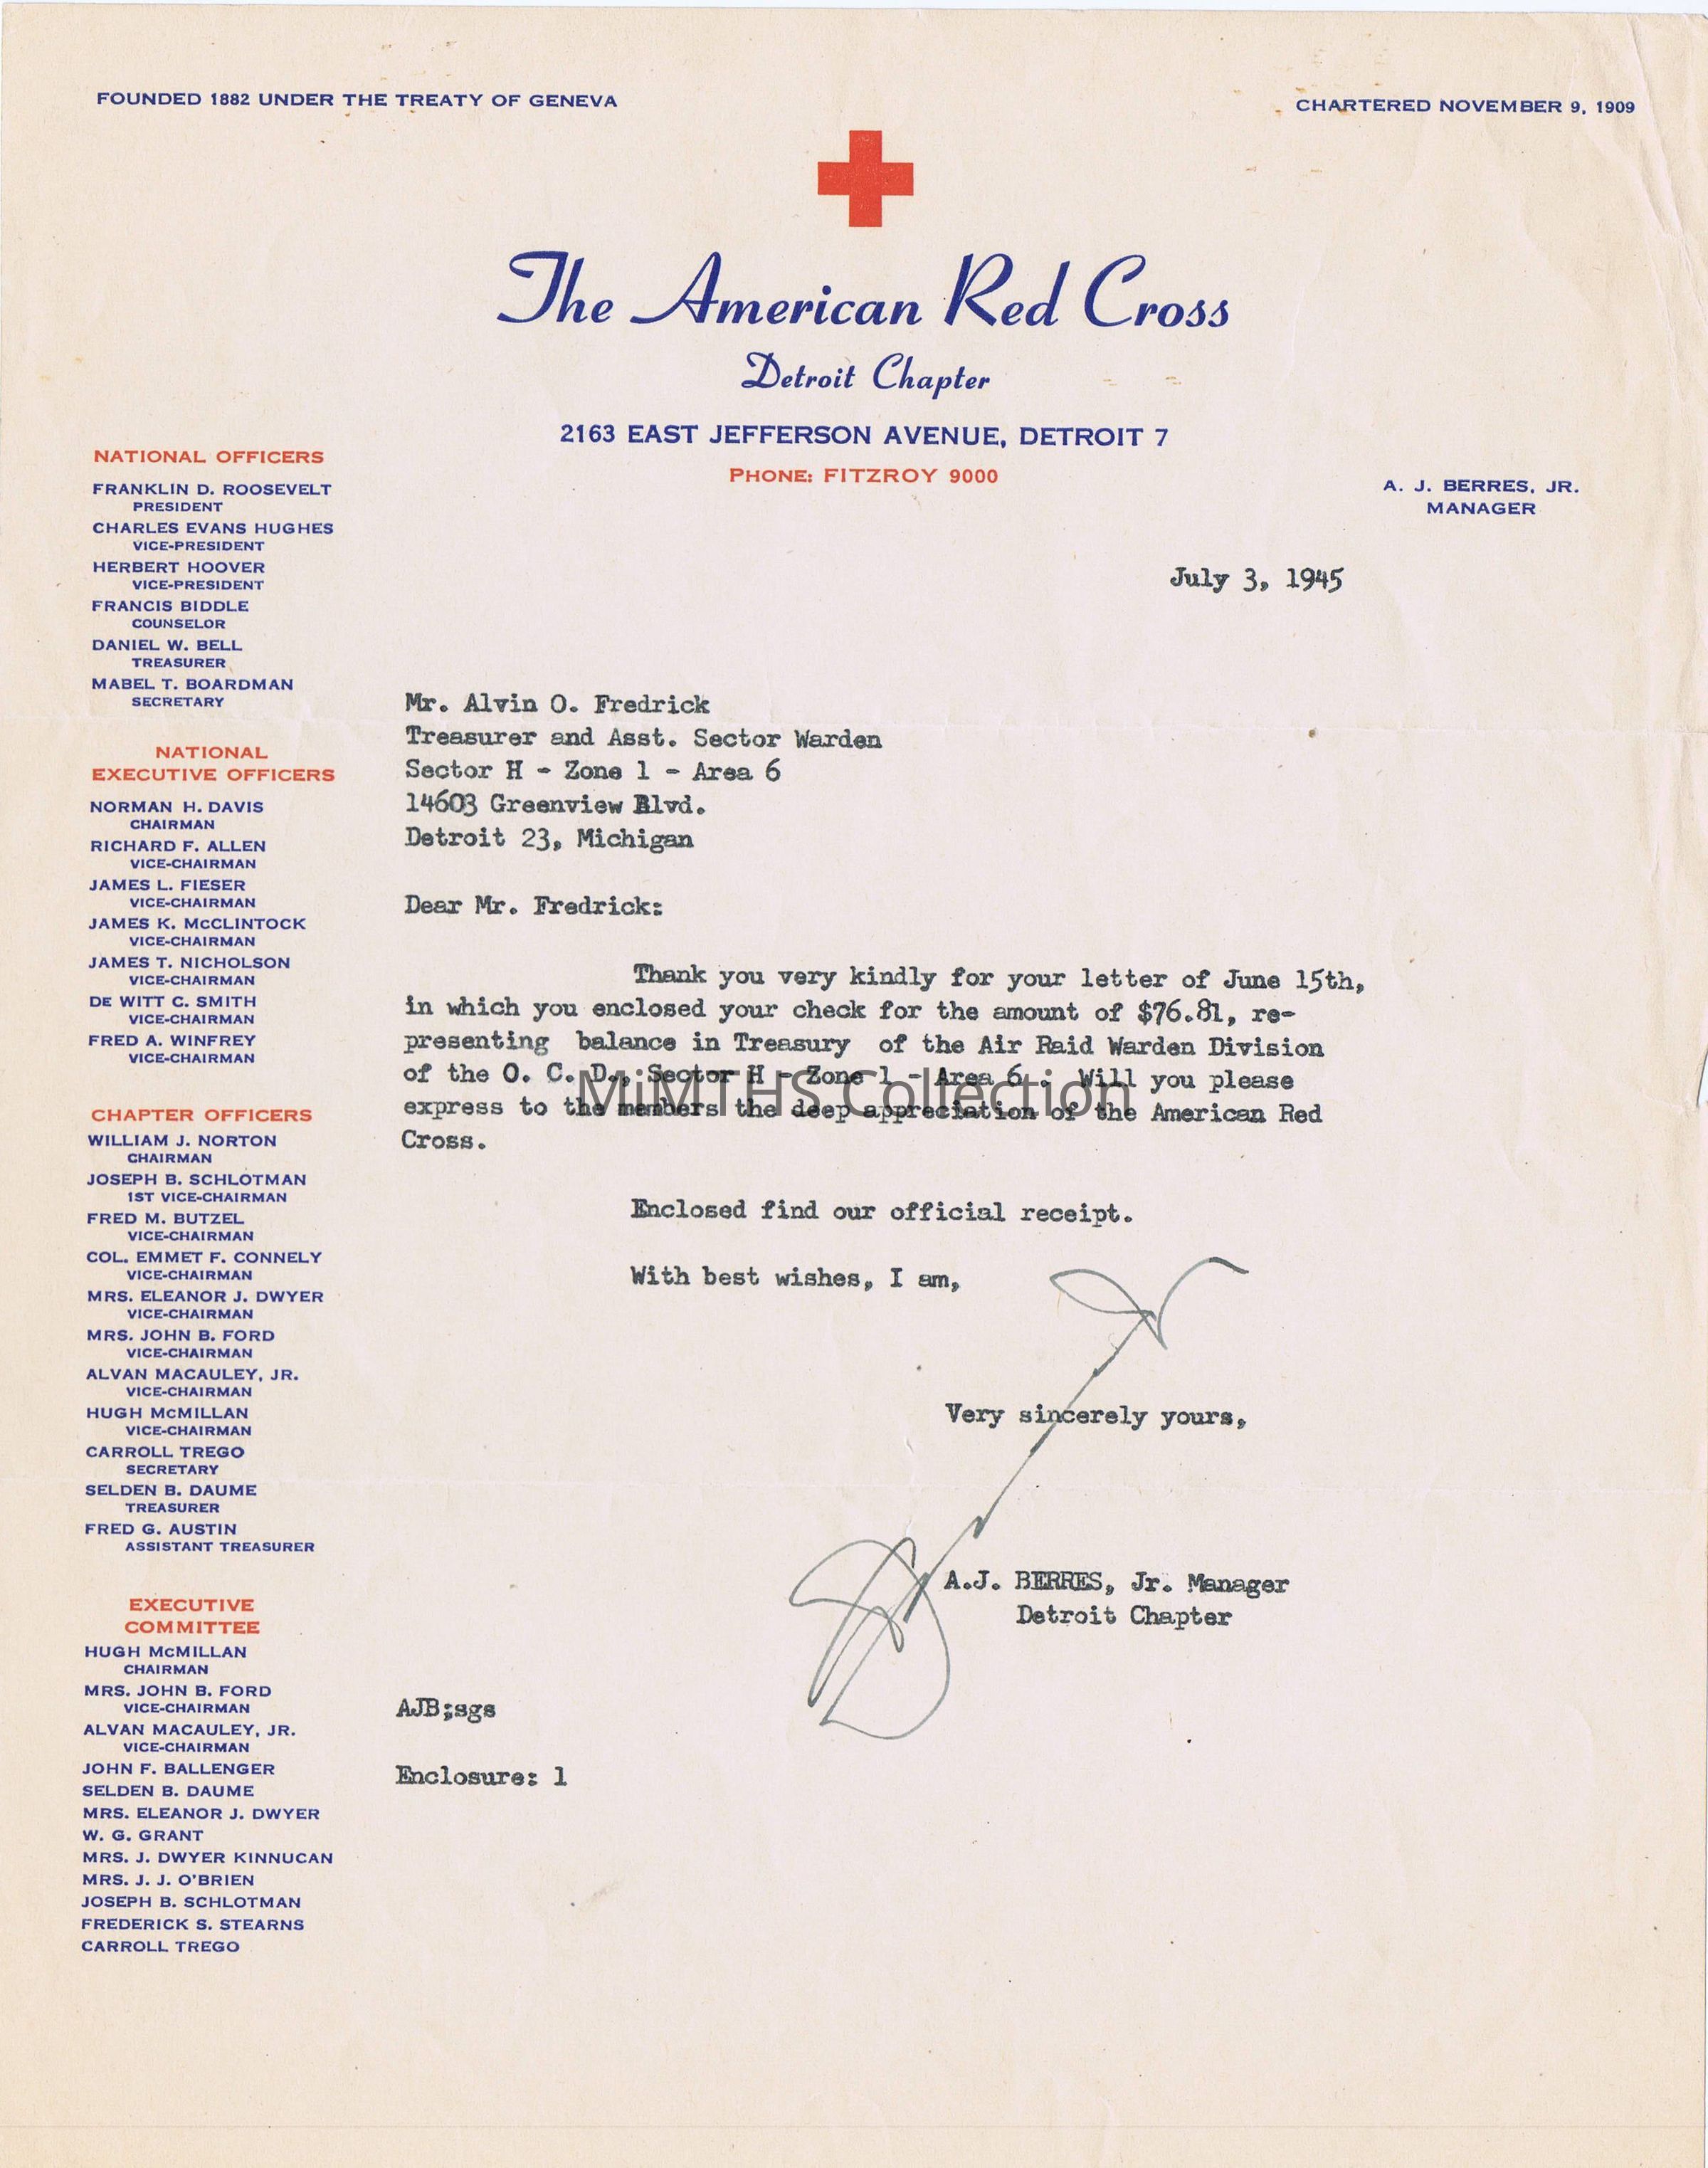 FOUNDED 1882 UNDER THE TREATY OF GENEVA
CHARTERED NOVEMBER 9, 1909
The American Red Cross
Detroit Chapter
2163 EAST JEFFERSON AVENUE, DETROIT 7
PHONE: FITZROY 9000
A. J. BERRES, JR.
MANAGER
NATIONAL OFFICERS
FRANKLIN D. ROOSEVELT
PRESIDENT
CHARLES EVANS HUGHES
VICE-PRESIDENT
HERBERT HOOVER
VICE-PRESIDENT
FRANCIS BIDDLE
COUNSELOR
DANIEL W. BELL
TREASURER
MABEL T. BOARDMAN
SECRETARY
NATIONAL
EXECUTIVE OFFICERS
NORMAN H. DAVIS
CHAIRMAN
RICHARD F. ALLEN
VICE-CHAIRMAN
JAMES L. FIESER
VICE-CHAIRMAN
JAMES K. McCLINTOCK
VICE-CHAIRMAN
JAMES T. NICHOLSON
VICE-CHAIRMAN
DE WITT C. SMITH
VICE-CHAIRMAN
FRED A. WINFREY
VICE-CHAIRMAN
CHAPTER OFFICERS
WILLIAM J. NORTON
CHAIRMAN
JOSEPH B. SCHLOTMAN
1ST VICE-CHAIRMAN
FRED M. BUTZEL
VICE-CHAIRMAN
COL. EMMET F. CONNELY
VICE-CHAIRMAN
MRS. ELEANOR J. DWYER
VICE-CHAIRMAN
MRS. JOHN B. FORD
VICE-CHAIRMAN
ALVAN MACAULEY, JR.
VICE-CHAIRMAN
HUGH McMILLAN
VICE-CHAIRMAN
CARROLL TREGO
SECRETARY
SELDEN B. DAUME
TREASURER
FRED G. AUSTIN
ASSISTANT TREASURER
EXECUTIVE
COMMITTEE
HUGH McMILLAN
CHAIRMAN
MRS. JOHN B. FORD
VICE-CHAIRMAN
ALVAN MACAULEY, JR.
VICE-CHAIRMAN
JOHN F. BALLENGER
SELDEN B. DAUME
MRS. ELEANOR J. DWYER
W. G. GRANT
MRS. J. DWYER KINNUCAN
MRS. J. J. O'BRIEN
JOSEPH B. SCHLOTMAN
FREDERICK S. STEARNS
CARROLL TREGO
July 3, 1945
Mr. Alvin O. Fredrick
Treasurer and Asst. Sector Warden
Sector H - Zone 1 - Area 6
14603 Greenview Blvd.
Detroit 23, Michigan
Dear Mr. Fredrick:
Thank you very kindly for your letter of June 15th,
in which you enclosed your check for the amount of $76.81, re-
presenting balance in Treasury of the Air Raid Warden Division
of the O. C. D., Sector H - Zone 1 - Area 6. Will you please
express to the members the deep appreciation of the American Red
Cross.
MiMTHS Collection
Enclosed find our official receipt.
With best wishes, I am,
Very sincerely yours,
A.J. BERRES, Jr. Manager
Detroit Chapter
AJB;sgs
Enclosure: 1